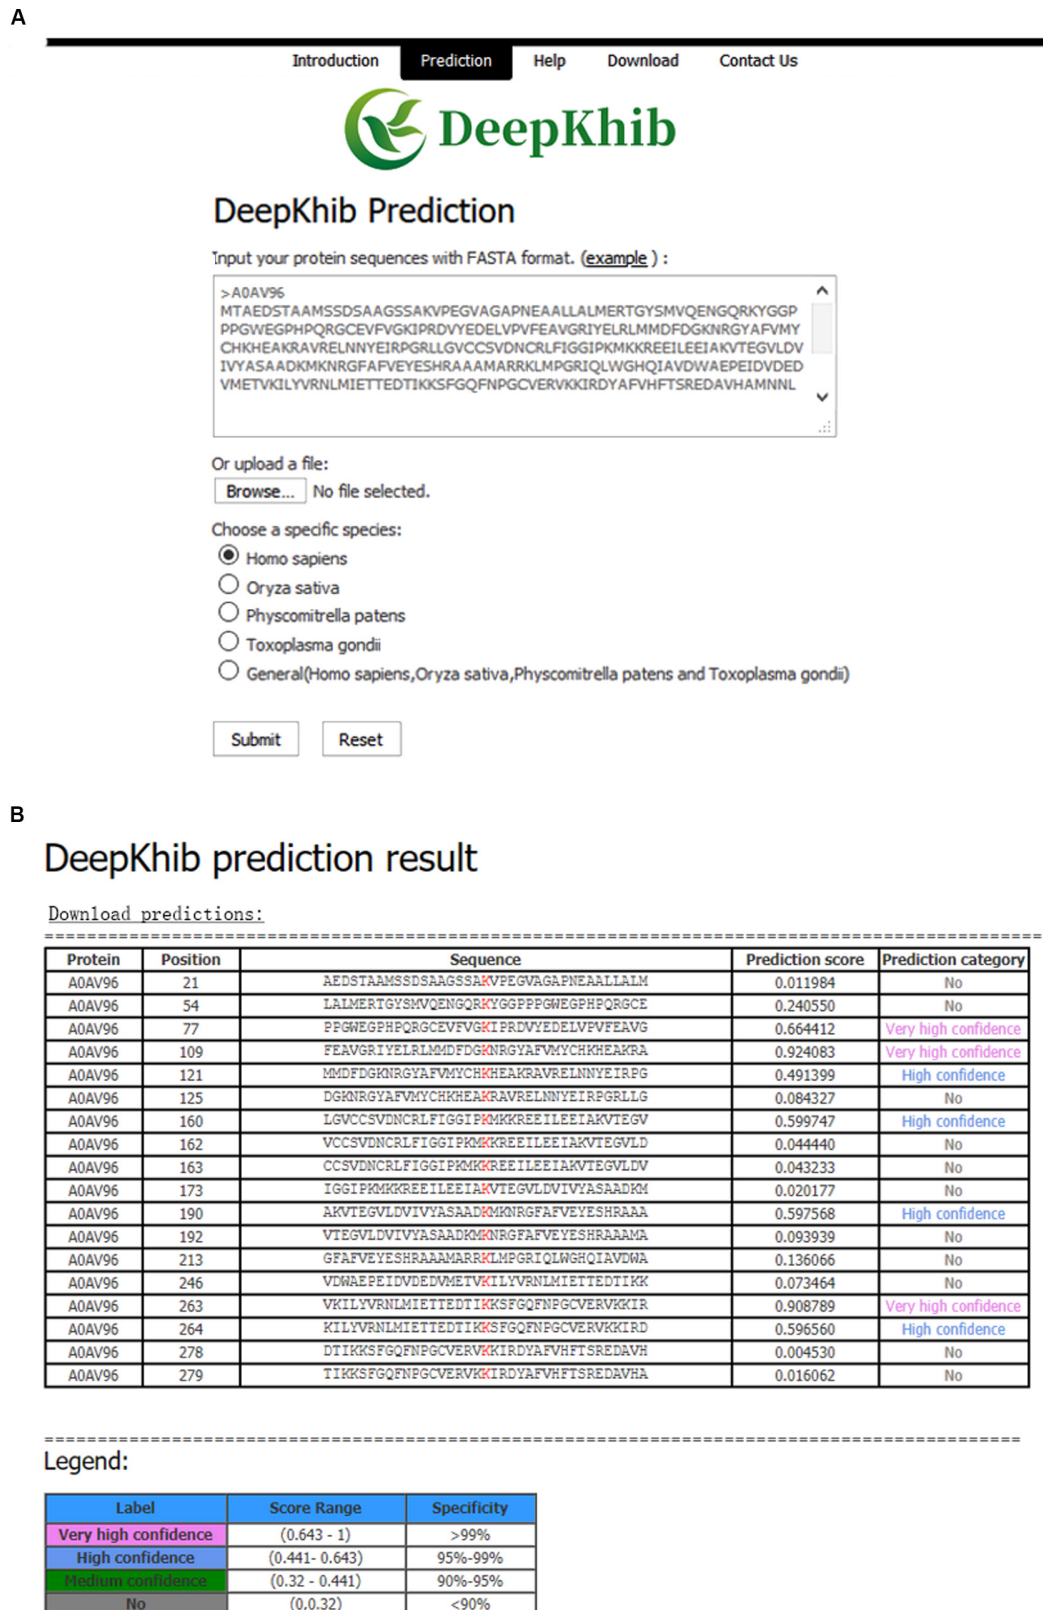 A
Introduction Prediction Help Download Contact Us
DeepKhib
DeepKhib Prediction
Input your protein sequences with FASTA format. (example ) :
>A0AV96
MTAEDSTAAMSSDSAAGSSAKVPEGVAGAPNEAALLALMERTGYSMVQENGQRKYGGP
PPGWEGPHPQRGCEVFVGKIPRDVYEDELVPVFEAVGRIYELRLMMDFDGKNRGYAFVMY
CHKHEAKRAVRELNNYEIRPGRLLGVCCSVDNCRLFIGGIPKMKKREEILEEIAKVTEGVLDV
IVYASAADKMKNRGFAFVEYESHRAAAMARRKLMPGRIQLWGHQIAVDWAEPEIDVDED
VMETVKILYVRNLMIETTEDTIKKSFGQFNPGCVERVKKIRDYAFVHFTSREDAVHAMNNL
Or upload a file:
Browse... No file selected.
Choose a specific species:
Homo sapiens
Oryza sativa
Physcomitrella patens
Toxoplasma gondii
General(Homo sapiens,Oryza sativa,Physcomitrella patens and Toxoplasma gondii)
Submit Reset
B
DeepKhib prediction result
Download predictions:
Protein Position Sequence Prediction score Prediction category
A0AV96 21 AEDSTAAMSSDSAAGSSAKVPEGVAGAPNEAALLALM 0.011984 No
A0AV96 54 LALMERTGYSMVQENGQRKYGGPPPGWEGPHPQRGCE 0.240550 No
A0AV96 77 PPGWEGPHPQRGCEVFVGKIPRDVYEDELVPVFEAVG 0.664412 Very high confidence
A0AV96 109 FEAVGRIYELRLMMDFDGKNRGYAFVMYCHKHEAKRA 0.924083 Very high confidence
A0AV96 121 MMDFDGKNRGYAFVMYCHKHEAKRAVRELNNYEIRPG 0.491399 High confidence
A0AV96 125 DGKNRGYAFVMYCHKHEAKRAVRELNNYEIRPGRLLG 0.084327 No
A0AV96 160 LGVCCSVDNCRLFIGGIPKMKKREEILEEIAKVTEGV 0.599747 High confidence
A0AV96 162 VCCSVDNCRLFIGGIPKMKKREEILEEIAKVTEGVLD 0.044440 No
A0AV96 163 CCSVDNCRLFIGGIPKMKKREEILEEIAKVTEGVLDV 0.043233 No
A0AV96 173 IGGIPKMKKREEILEEIAKVTEGVLDVIVYASAADKM 0.020177 No
A0AV96 190 AKVTEGVLDVIVYASAADKMKNRGFAFVEYESHRAAA 0.597568 High confidence
A0AV96 192 VTEGVLDVIVYASAADKMKNRGFAFVEYESHRAAAMA 0.093939 No
A0AV96 213 GFAFVEYESHRAAAMARRKLMPGRIQLWGHQIAVDWA 0.136066 No
A0AV96 246 VDWAEPEIDVDEDVMETVKILYVRNLMIETTEDTIKK 0.073464 No
A0AV96 263 VKILYVRNLMIETTEDTIKKSFGQFNPGCVERVKKIR 0.908789 Very high confidence
A0AV96 264 KILYVRNLMIETTEDTIKKSFGQFNPGCVERVKKIRD 0.596560 High confidence
A0AV96 278 DTIKKSFGQFNPGCVERVKKIRDYAFVHFTSREDAVH 0.004530 No
A0AV96 279 TIKKSFGQFNPGCVERVKKIRDYAFVHFTSREDAVHA 0.016062 No
Legend:
Label Score Range Specificity
Very high confidence (0.643 - 1) >99%
High confidence (0.441- 0.643) 95%-99%
Medium confidence (0.32 - 0.441) 90%-95%
No (0,0.32) <90%